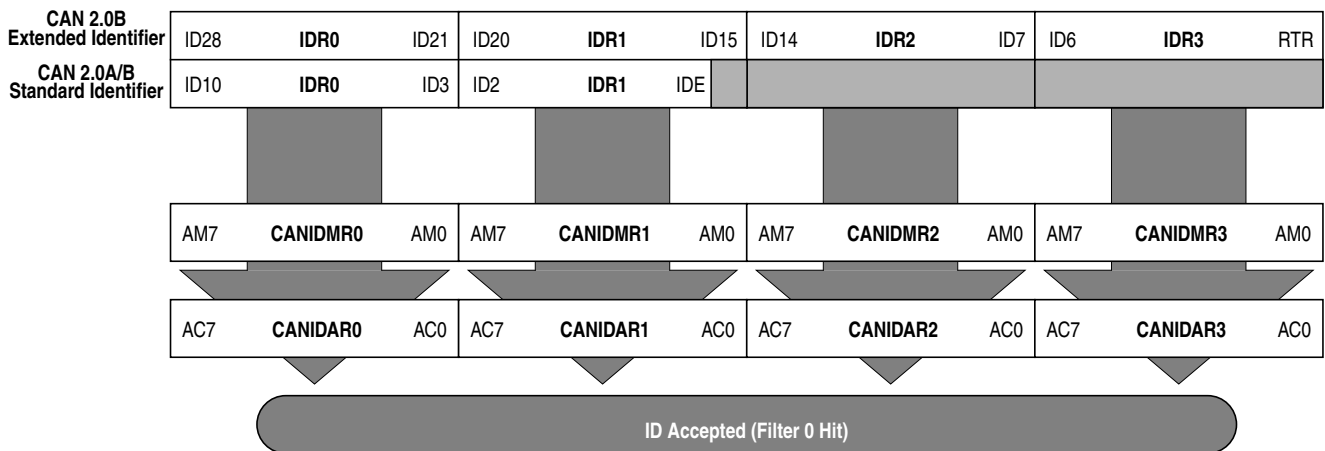 CAN 2.0B
Extended Identifier
ID28 IDR0 ID21 ID20 IDR1 ID15 ID14 IDR2 ID7 ID6 IDR3 RTR
CAN 2.0A/B
Standard Identifier
ID10 IDR0 ID3 ID2 IDR1 IDE
AM7 CANIDMR0 AM0 AM7 CANIDMR1 AM0 AM7 CANIDMR2 AM0 AM7 CANIDMR3 AM0
AC7 CANIDAR0 AC0 AC7 CANIDAR1 AC0 AC7 CANIDAR2 AC0 AC7 CANIDAR3 AC0
ID Accepted (Filter 0 Hit)